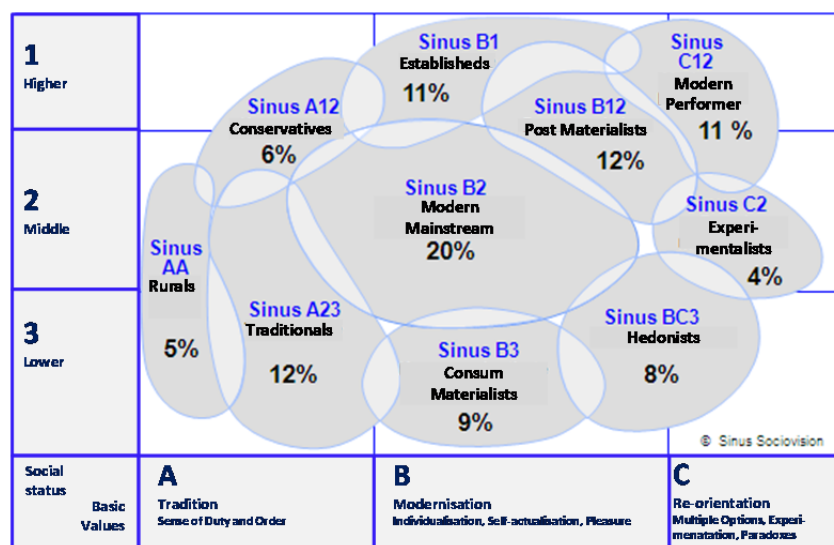 1
Higher
2
Middle
3
Lower
Sinus B1
Establisheds
11%
Sinus
C12
Modern
Performer
11 %
Sinus A12
Conservatives
6%
Sinus B12
Post Materialists
12%
Sinus B2
Modern
Mainstream
20%
Sinus C2
Experi-
mentalists
4%
Sinus
AA
Rurals
5%
Sinus A23
Traditionals
12%
Sinus B3
Consum
Materialists
9%
Sinus BC3
Hedonists
8%
© Sinus Sociovision
Social
status
Basic
Values
A
Tradition
Sense of Duty and Order
B
Modernisation
Individualisation, Self-actualisation, Pleasure
C
Re-orientation
Multiple Options, Experi-
menatation, Paradoxes